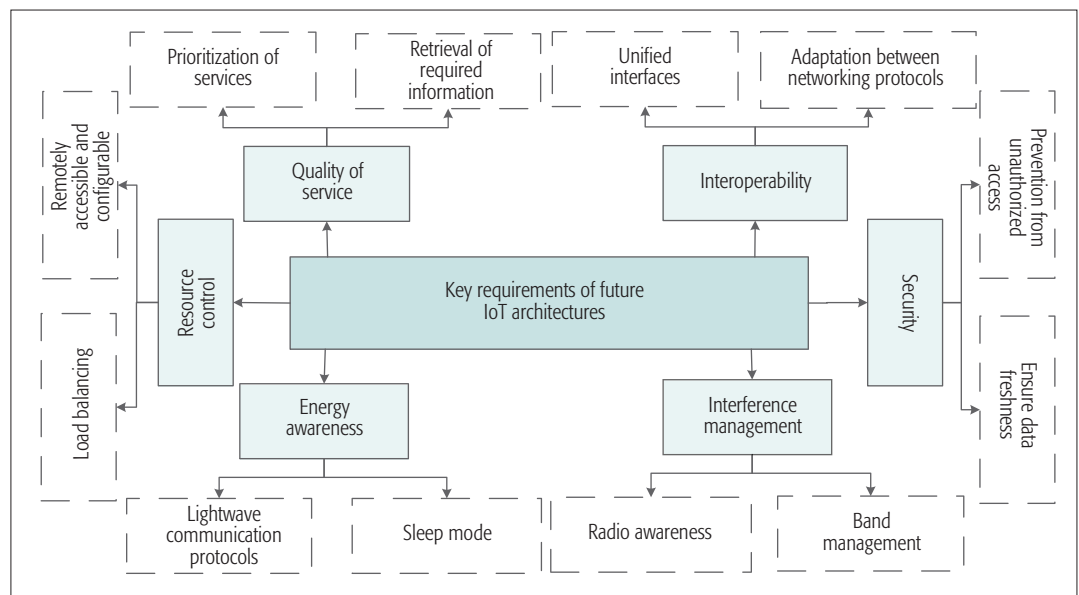 Prioritization of
services
Retrieval of
required
information
Unified
interfaces
Adaptation between
networking protocols
Remotely
accessible and
configurable
Quality of
service
Interoperability
Prevention from
unauthorized
access
Resource
control
Key requirements of future
IoT architectures
Security
Load balancing
Energy
awareness
Interference
management
Ensure data
freshness
Lightwave
communication
protocols
Sleep mode
Radio awareness
Band
management